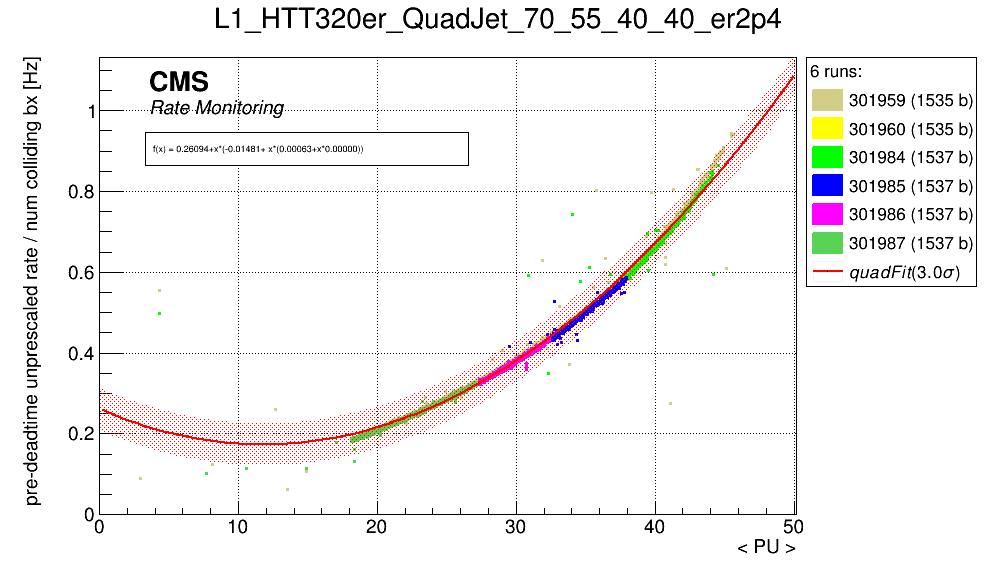 L1_HTT320er_QuadJet_70_55_40_40_er2p4
pre-deadtime unprescaled rate / num colliding bx [Hz]
CMS
Rate Monitoring
f(x) = 0.26094+x*(-0.01481+ x*(0.00063+x*0.00000))
1
0.8
0.6
0.4
0.2
0
0 10 20 30 40 50
< PU >
6 runs:
301959 (1535 b)
301960 (1535 b)
301984 (1537 b)
301985 (1537 b)
301986 (1537 b)
301987 (1537 b)
quadFit(3.0σ)